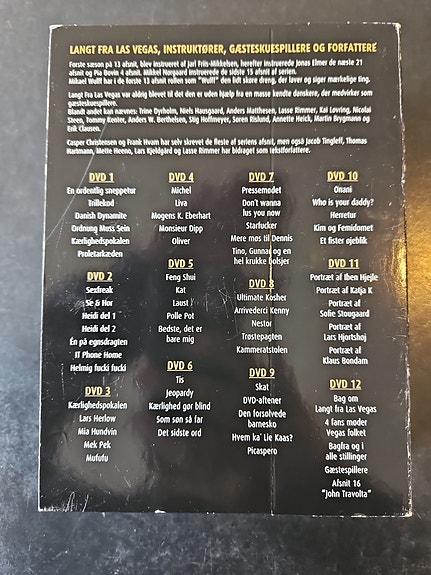 LANGT FRA LAS VEGAS, INSTRUKTØRER, GÆSTESKUESPILLERE OG FORFATTERE
Første sæson på 13 afsnit, blev instrueret af Jarl Friis-Mikkelsen, herefter instruerede Jonas Elmer de næste 21
afsnit og Pia Bovin 4 afsnit. Mikkel Nørgaard instruerede de sidste 15 afsnit af serien.
Mikael Wulff har i de første 13 afsnit rollen som "Wulff" den lidt skøre dreng, der laver og siger mærkelige ting.
Langt Fra Las Vegas var aldrig blevet til det den er uden hjælp fra en masse kendte danskere, der medvirker som
gæsteskuespillere.
Blandt andet kan nævnes: Trine Dyrholm, Niels Hausgaard, Anders Matthesen, Lasse Rimmer, Kai Løvring, Nicolai
Steen, Tommy Kenter, Anders W. Berthelsen, Stig Hoffmeyer, Søren Rislund, Annette Heick, Martin Brygmann og
Erik Clausen.
Casper Christensen og Frank Hvam har selv skrevet de fleste af seriens afsnit, men også Jacob Tingleff, Thomas
Hartmann, Mette Heeno, Lars Kjeldgård og Lasse Rimmer har bidraget som tekstforfattere.
DVD 1
En ordentlig sneppetur
Trillekød
Danish Dynamite
Ordnung Muss Sein
Kærlighedspokalen
Proletarkæden
DVD 2
Sexfreak
Se & Hør
Heidi del 1
Heidi del 2
Én på egnsdragten
IT Phone Home
Helmig fucki fucki
DVD 3
Kærlighedspokalen
Lars Herlow
Mia Hundvin
Mek Pek
Mufufu
DVD 4
Michel
Liva
Mogens K. Eberhart
Monsieur Dipp
Oliver
DVD 5
Feng Shui
Kat
Laust
Polle Pot
Bedste, det er
bare mig
DVD 6
Tis
Jeopardy
Kærlighed gør blind
Som søn så far
Det sidste ord
DVD 7
Pressemødet
Don't wanna
lus you now
Starfucker
Mere møs til Dennis
Tino, Gunnar og en
hel krukke bolsjer
DVD 8
Ultimate Kosher
Arrivederci Kenny
Nestor
Trøstepagten
Kammeratstolen
DVD 9
Skat
DVD-aftener
Den forsølvede
barnesko
Hvem ka' Lie Kaas?
Picaspero
DVD 10
Onani
Who is your daddy?
Herretur
Kim og Femidomet
Et fister øjeblik
DVD 11
Portræt af Iben Hjejle
Portræt af Katja K
Portræt af
Sofie Stougaard
Portræt af
Lars Hjortshøj
Portræt af
Klaus Bondam
DVD 12
Bag om
Langt fra Las Vegas
4 fans møder
Vegas folket
Bagfra og i
alle stillinger
Gæstespillere
Afsnit 16
"John Travolta"